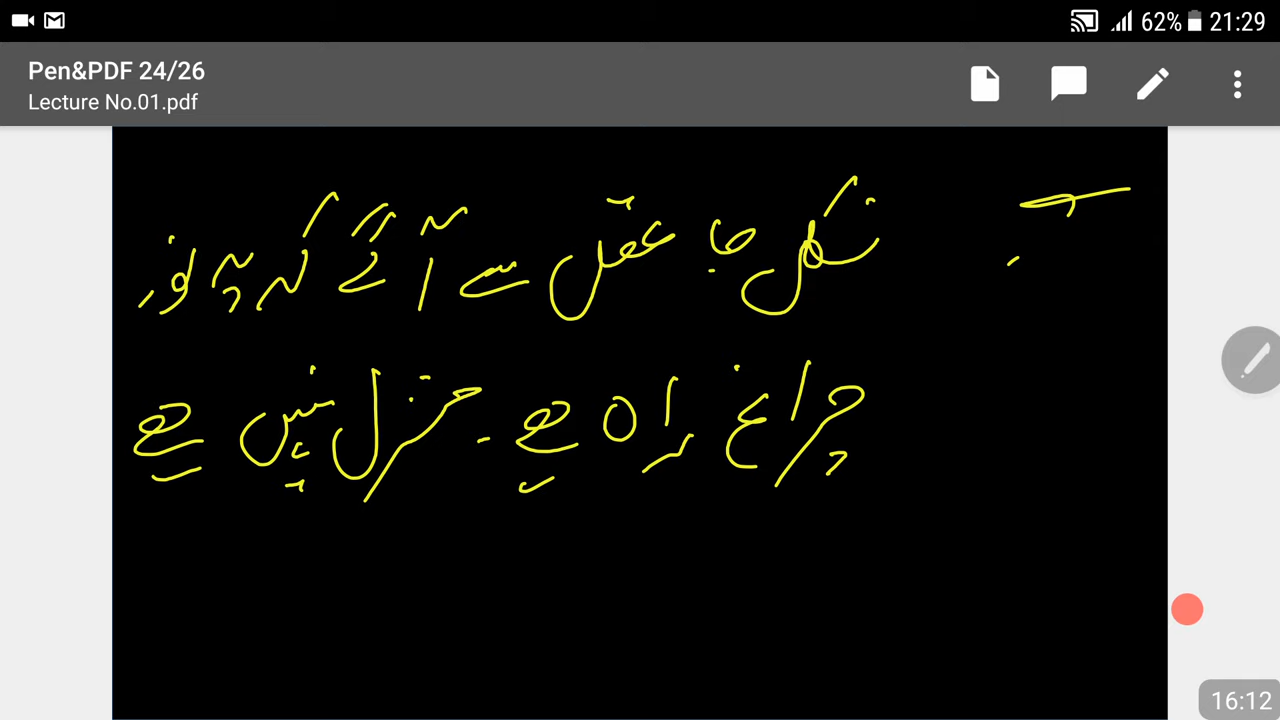 62% 21:29
Pen&PDF 24/26
Lecture No.01.pdf
نکل جا عقل سے آگے کہ یہ نور
چراغ راہ ہے۔ منزل نہیں ہے
16:12